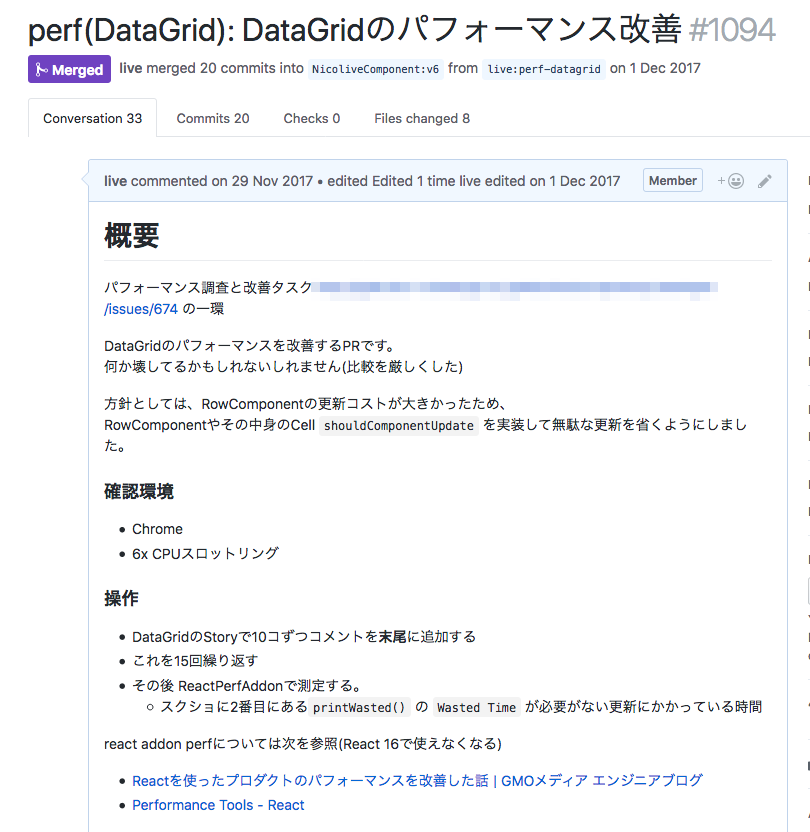 perf(DataGrid): DataGridのパフォーマンス改善 #1094
Merged live merged 20 commits into NicoliveComponent:v6 from live:perf-datagrid on 1 Dec 2017
Conversation 33 Commits 20 Checks 0 Files changed 8
live commented on 29 Nov 2017 • edited Edited 1 time live edited on 1 Dec 2017 Member
概要
パフォーマンス調査と改善タスク
/issues/674 の一環
DataGridのパフォーマンスを改善するPRです。
何か壊してるかもしれないしれません(比較を厳しくした)
方針としては、RowComponentの更新コストが大きかったため、
RowComponentやその中身のCell shouldComponentUpdate を実装して無駄な更新を省くようにしまし
た。
確認環境
• Chrome
• 6x CPUスロットリング
操作
• DataGridのStoryで10コずつコメントを末尾に追加する
• これを15回繰り返す
• その後 ReactPerfAddonで測定する。
○ スクショに2番目にある printWasted() の Wasted Time が必要がない更新にかかっている時間
react addon perfについては次を参照(React 16で使えなくなる)
• Reactを使ったプロダクトのパフォーマンスを改善した話 | GMOメディア エンジニアブログ
• Performance Tools - React